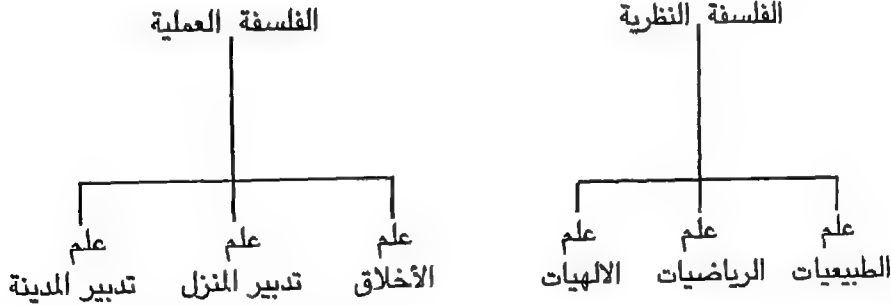 الفلسفة النظرية
علم الطبيعيات
علم الرياضيات
علم الالهيات
الفلسفة العملية
علم الأخلاق
علم تدبير المنزل
علم تدبير المدينة